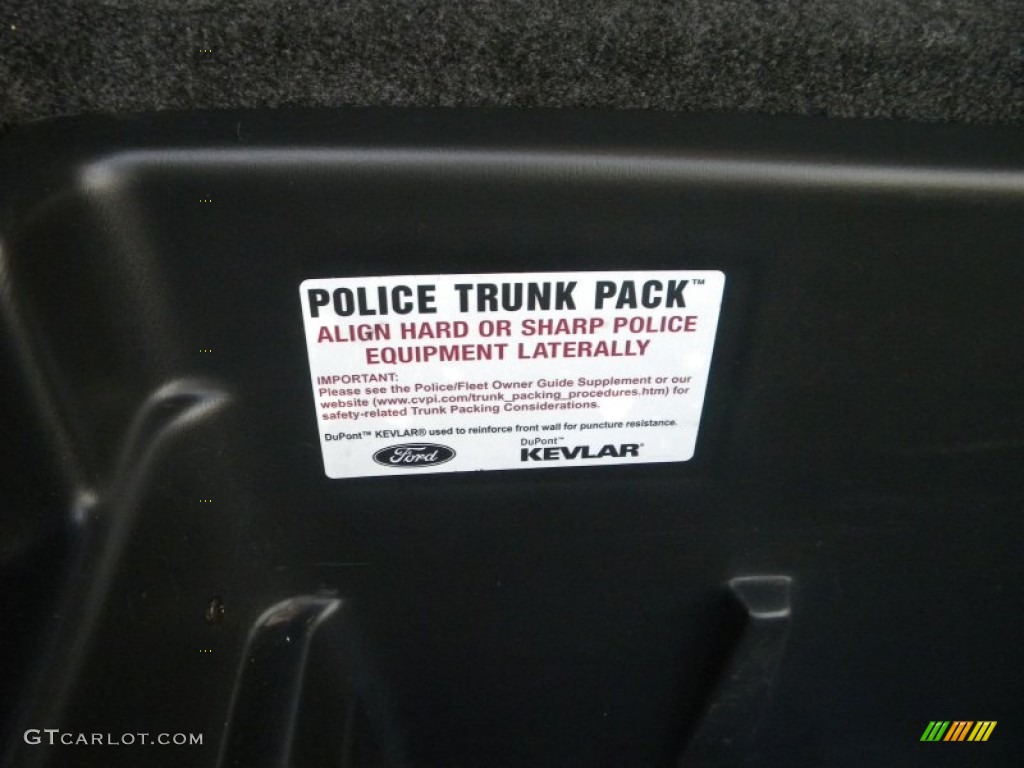 POLICE TRUNK PACK™
ALIGN HARD OR SHARP POLICE
EQUIPMENT LATERALLY
IMPORTANT:
Please see the Police/Fleet Owner Guide Supplement or our
website (www.cvpi.com/trunk_packing_procedures.htm) for
safety-related Trunk Packing Considerations.
DuPont™ KEVLAR® used to reinforce front wall for puncture resistance.
Ford
DuPont™
KEVLAR®
GTCARLOT.COM